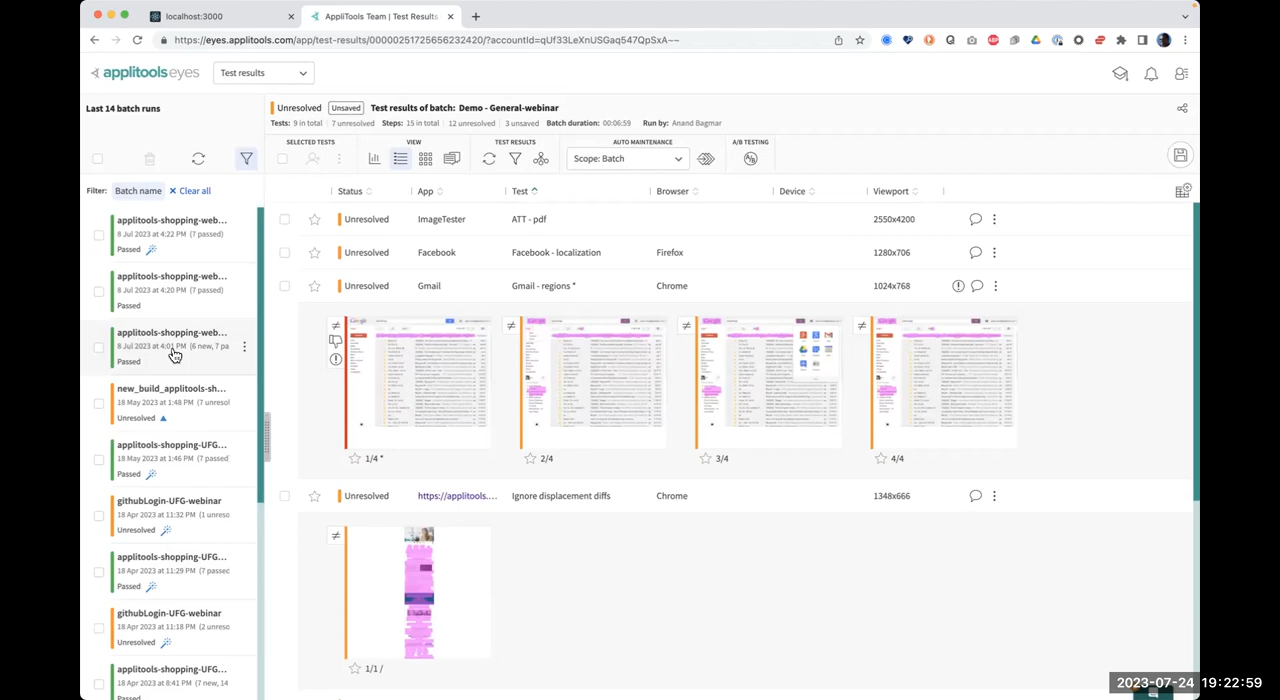 localhost:3000
AppliTools Team | Test Results
https://eyes.applitools.com/app/test-results/00000251725656232420/?accountId=qUf33LeXnUSGaq547QpSxA~~
applitools eyes
Test results
Last 14 batch runs
Unresolved Unsaved Test results of batch: Demo - General-webinar
Tests: 9 in total 7 unresolved Steps: 15 in total 12 unresolved 3 unsaved Batch duration: 00:06:59 Run by: Anand Bagmar
SELECTED TESTS VIEW TEST RESULTS AUTO MAINTENANCE A/B TESTING
Scope: Batch
Filter: Batch name × Clear all
Status App Test Browser Device Viewport
Unresolved ImageTester ATT - pdf 2550x4200
Unresolved Facebook Facebook - localization Firefox 1280x706
Unresolved Gmail Gmail - regions * Chrome 1024x768
1/4 * 2/4 3/4 4/4
Unresolved https://applitools.... Ignore displacement diffs Chrome 1348x666
1/1 /
applitools-shopping-web...
8 Jul 2023 at 4:22 PM (7 passed)
Passed
applitools-shopping-web...
8 Jul 2023 at 4:20 PM (7 passed)
Passed
applitools-shopping-web...
8 Jul 2023 at 4:01 PM (6 new, 7 pa
Passed
new_build_applitools-sh...
18 May 2023 at 1:48 PM (7 unresol
Unresolved
applitools-shopping-UFG...
18 May 2023 at 1:46 PM (7 passed
Passed
githubLogin-UFG-webinar
18 Apr 2023 at 11:32 PM (1 unreso
Unresolved
applitools-shopping-UFG...
18 Apr 2023 at 11:29 PM (7 passec
Passed
githubLogin-UFG-webinar
18 Apr 2023 at 11:18 PM (2 unreso
Unresolved
applitools-shopping-UFG...
18 Apr 2023 at 8:41 PM (7 new, 14
Passed
2023-07-24 19:22:59